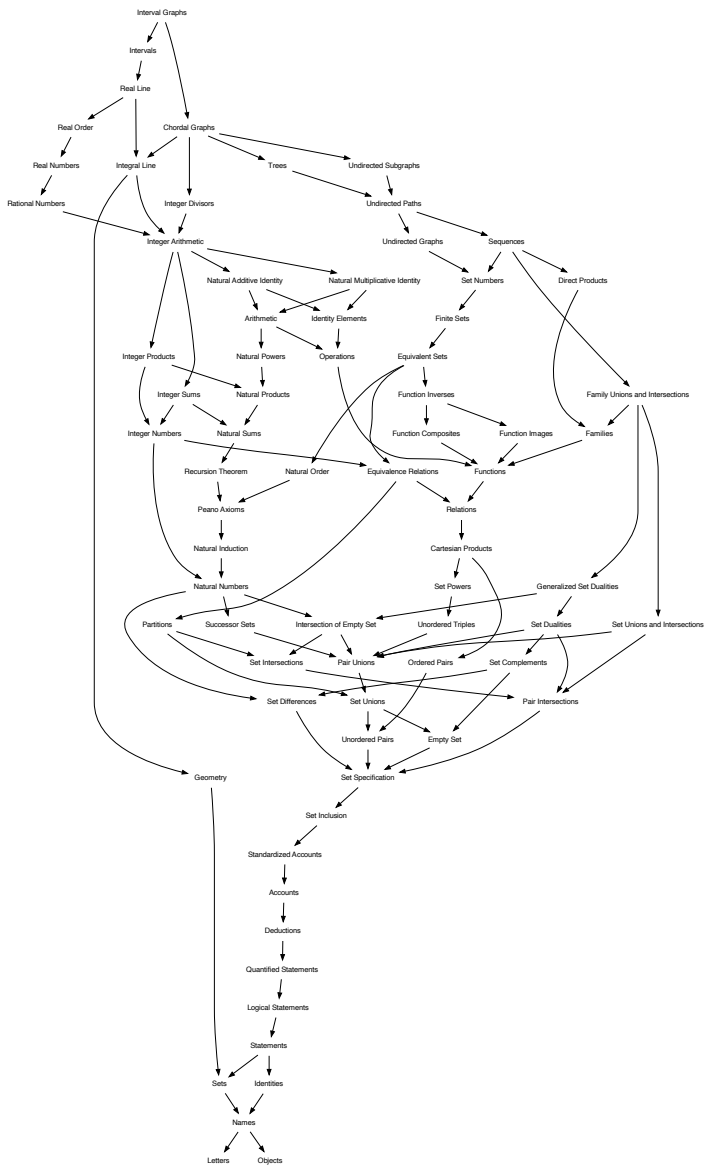 Interval Graphs
Intervals
Real Line
Real Order
Chordal Graphs
Real Numbers
Integral Line
Trees
Undirected Subgraphs
Rational Numbers
Integer Divisors
Undirected Paths
Integer Arithmetic
Undirected Graphs
Sequences
Natural Additive Identity
Natural Multiplicative Identity
Set Numbers
Direct Products
Arithmetic
Identity Elements
Finite Sets
Integer Products
Natural Powers
Operations
Equivalent Sets
Integer Sums
Natural Products
Function Inverses
Family Unions and Intersections
Integer Numbers
Natural Sums
Function Composites
Function Images
Families
Recursion Theorem
Natural Order
Equivalence Relations
Functions
Peano Axioms
Relations
Natural Induction
Cartesian Products
Natural Numbers
Set Powers
Generalized Set Dualities
Partitions
Successor Sets
Intersection of Empty Set
Unordered Triples
Set Dualities
Set Unions and Intersections
Set Intersections
Pair Unions
Ordered Pairs
Set Complements
Set Differences
Set Unions
Pair Intersections
Unordered Pairs
Empty Set
Geometry
Set Specification
Set Inclusion
Standardized Accounts
Accounts
Deductions
Quantified Statements
Logical Statements
Statements
Sets
Identities
Names
Letters
Objects